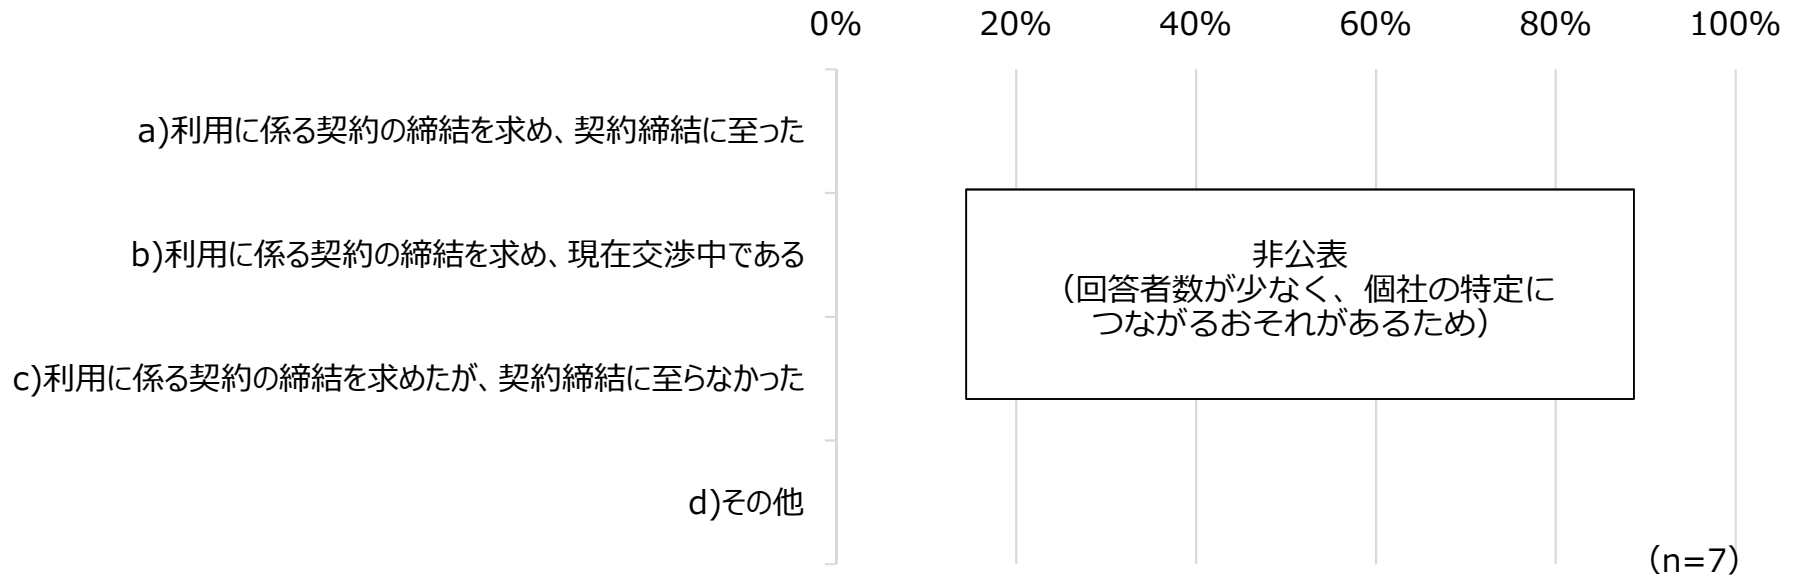 0% 20% 40% 60% 80% 100%
a)利用に係る契約の締結を求め、契約締結に至った
b)利用に係る契約の締結を求め、現在交渉中である
c)利用に係る契約の締結を求めたが、契約締結に至らなかった
d)その他
非公表
（回答者数が少なく、個社の特定に
つながるおそれがあるため）
（n=7）